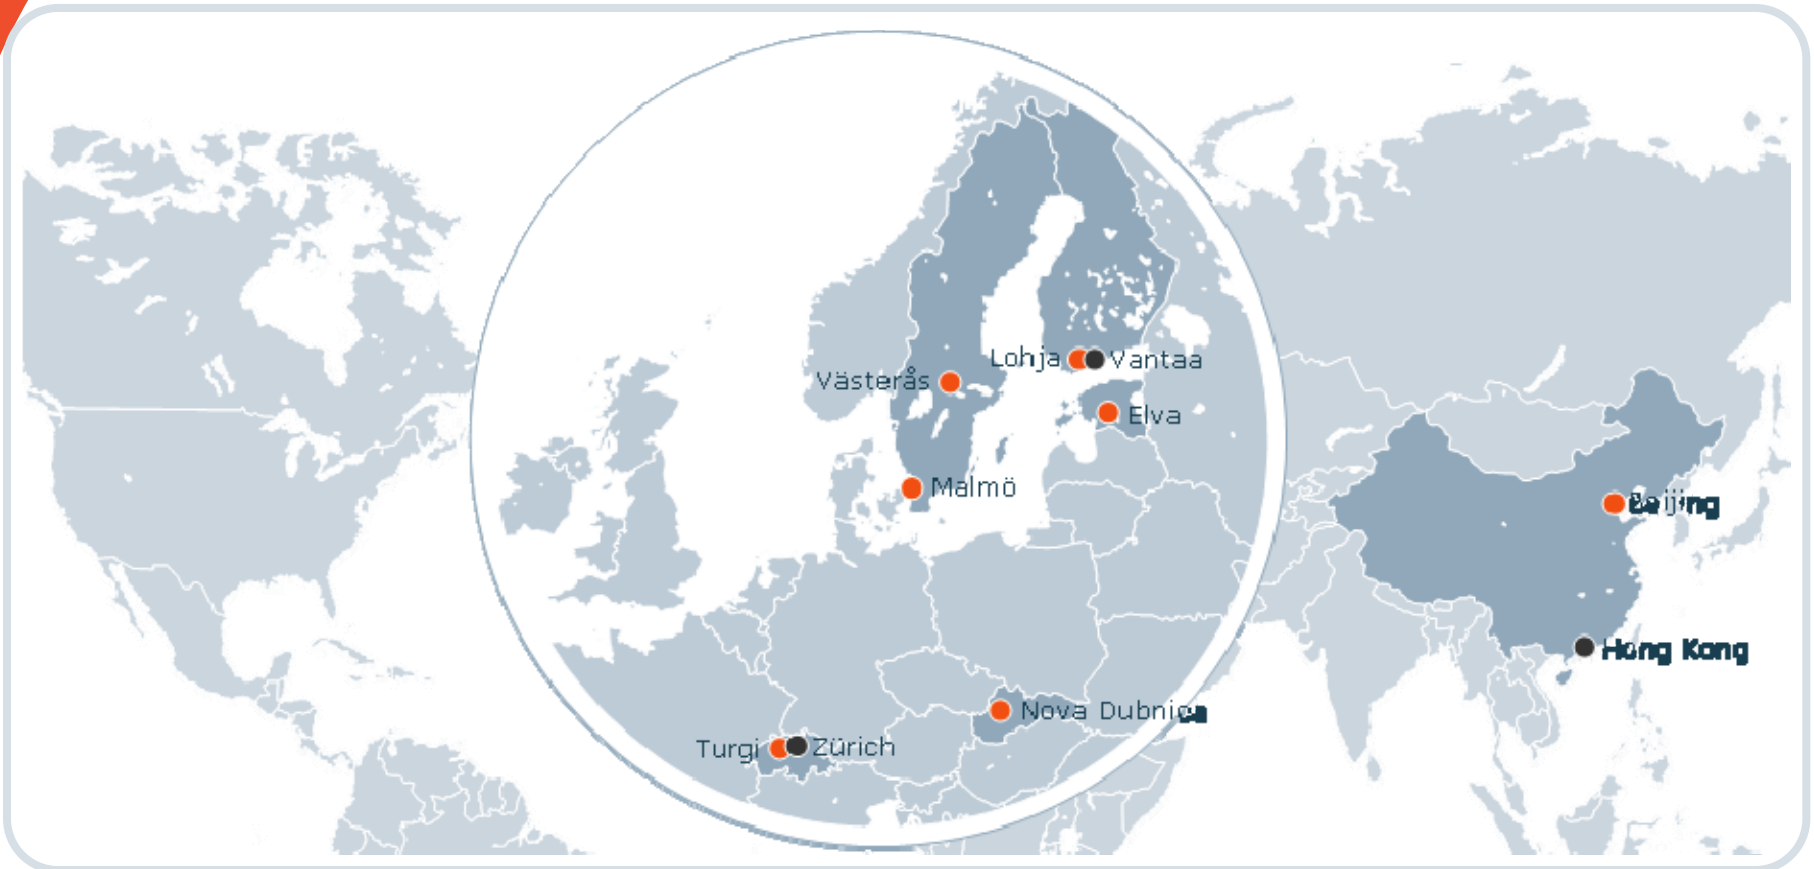 Lohja
Vantaa
Västerås
Elva
Malmö
Beijing
Hong Kong
Nova Dubnica
Turgi
Zürich